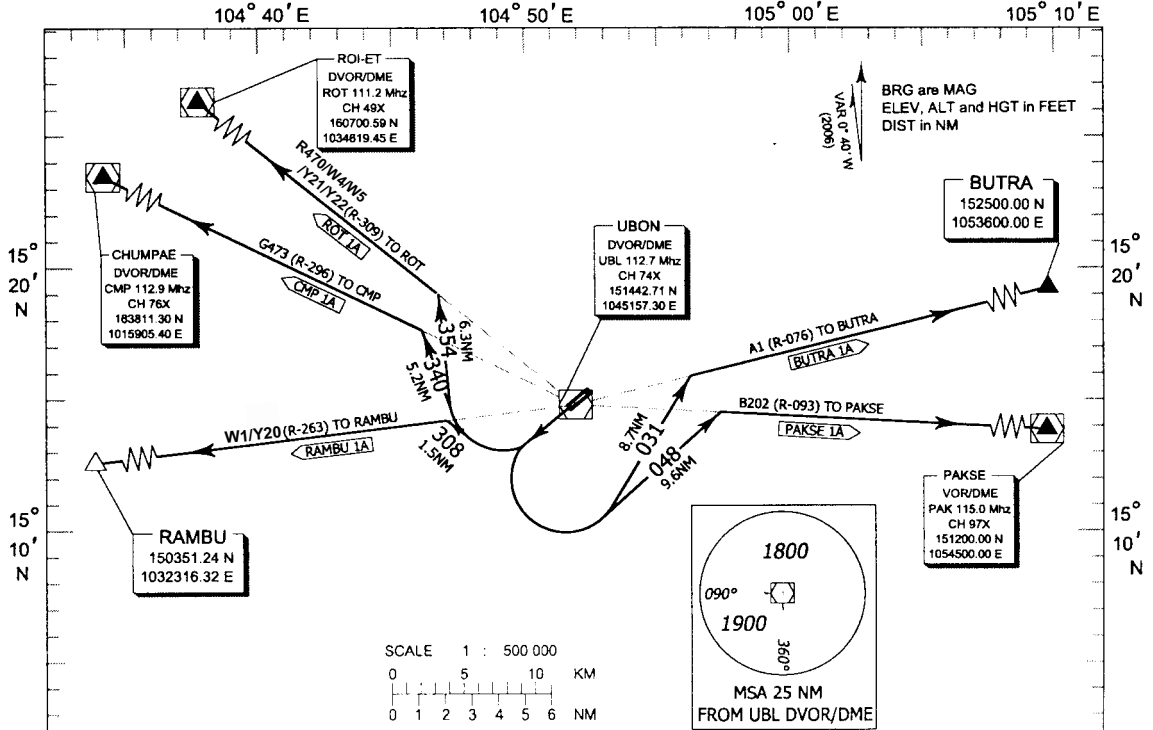 104° 40′ E
104° 50′ E
105° 00′ E
105° 10′ E
ROI-ET
DVOR/DME
ROT 111.2 Mhz
CH 49X
160700.59 N
1034619.45 E
VAR 0° 40' W
(2006)
BRG are MAG
ELEV, ALT and HGT in FEET
DIST in NM
R470/W4/W5
/Y21/Y22(R-309) TO ROT
ROT 1A
BUTRA
152500.00 N
1053600.00 E
UBON
DVOR/DME
UBL 112.7 Mhz
CH 74X
151442.71 N
1045157.30 E
15°
20′
N
CHUMPAE
DVOR/DME
CMP 112.9 Mhz
CH 76X
163811.30 N
1015905.40 E
G473 (R-296) TO CMP
CMP 1A
15°
20′
N
354
6.3NM
340
5.2NM
A1 (R-076) TO BUTRA
BUTRA 1A
B202 (R-093) TO PAKSE
PAKSE 1A
W1/Y20(R-263) TO RAMBU
RAMBU 1A
308
1.5NM
031
8.7NM
048
9.6NM
PAKSE
VOR/DME
PAK 115.0 Mhz
CH 97X
151200.00 N
1054500.00 E
15°
10′
N
RAMBU
150351.24 N
1032316.32 E
15°
10′
N
1800
090°
1900
360°
MSA 25 NM
FROM UBL DVOR/DME
SCALE 1 : 500 000
0 5 10 KM
0 1 2 3 4 5 6 NM